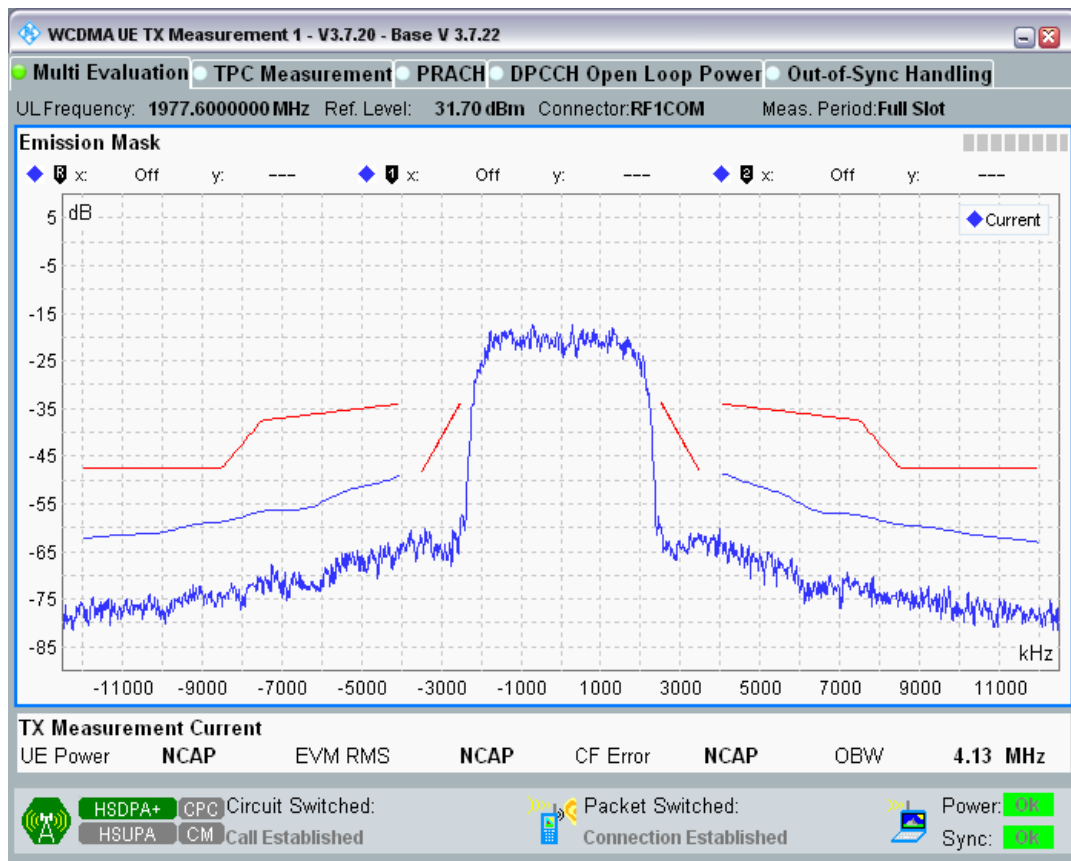 WCDMA UE TX Measurement 1 - V3.7.20 - Base V 3.7.22
Multi Evaluation TPC Measurement PRACH DPCCH Open Loop Power Out-of-Sync Handling
UL Frequency: 1977.6000000 MHz Ref. Level: 31.70 dBm Connector:RF1COM Meas. Period:Full Slot
Emission Mask
R x: Off y: --- 1 x: Off y: --- 2 x: Off y: ---
dB
Current
5
-5
-15
-25
-35
-45
-55
-65
-75
-85
kHz
-11000 -9000 -7000 -5000 -3000 -1000 1000 3000 5000 7000 9000 11000
TX Measurement Current
UE Power NCAP EVM RMS NCAP CF Error NCAP OBW 4.13 MHz
HSDPA+ CPC Circuit Switched: Packet Switched: Power: OK
HSUPA CM Call Established Connection Established Sync: OK